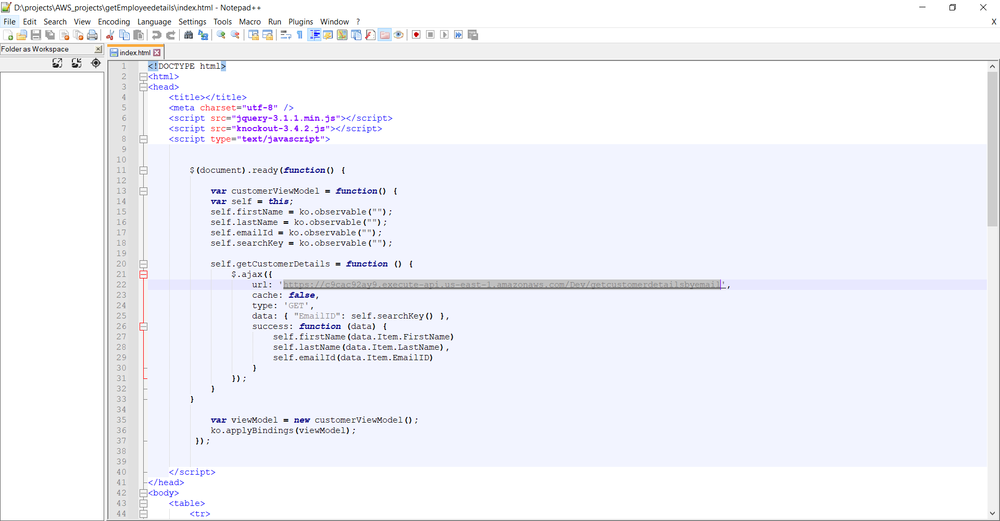 D:\projects\AWS_projects\getEmployeedetails\index.html - Notepad++
File Edit Search View Encoding Language Settings Tools Macro Run Plugins Window ? X
Folder as Workspace
index.html
1 <!DOCTYPE html>
2 <html>
3 <head>
4 <title></title>
5 <meta charset="utf-8" />
6 <script src="jquery-3.1.1.min.js"></script>
7 <script src="knockout-3.4.2.js"></script>
8 <script type="text/javascript">
9
10
11 $(document).ready(function() {
12
13 var customerViewModel = function() {
14 var self = this;
15 self.firstName = ko.observable("");
16 self.lastName = ko.observable("");
17 self.emailId = ko.observable("");
18 self.searchKey = ko.observable("");
19
20 self.getCustomerDetails = function () {
21 $.ajax({
22 url: 'https://c9cac92ay9.execute-api.us-east-1.amazonaws.com/Dev/getcustomerdetailsbyemail',
23 cache: false,
24 type: 'GET',
25 data: { "EmailID": self.searchKey() },
26 success: function (data) {
27 self.firstName(data.Item.FirstName)
28 self.lastName(data.Item.LastName),
29 self.emailId(data.Item.EmailID)
30 }
31 });
32 }
33 }
34
35 var viewModel = new customerViewModel();
36 ko.applyBindings(viewModel);
37 });
38
39
40 </script>
41 </head>
42 <body>
43 <table>
44 <tr>